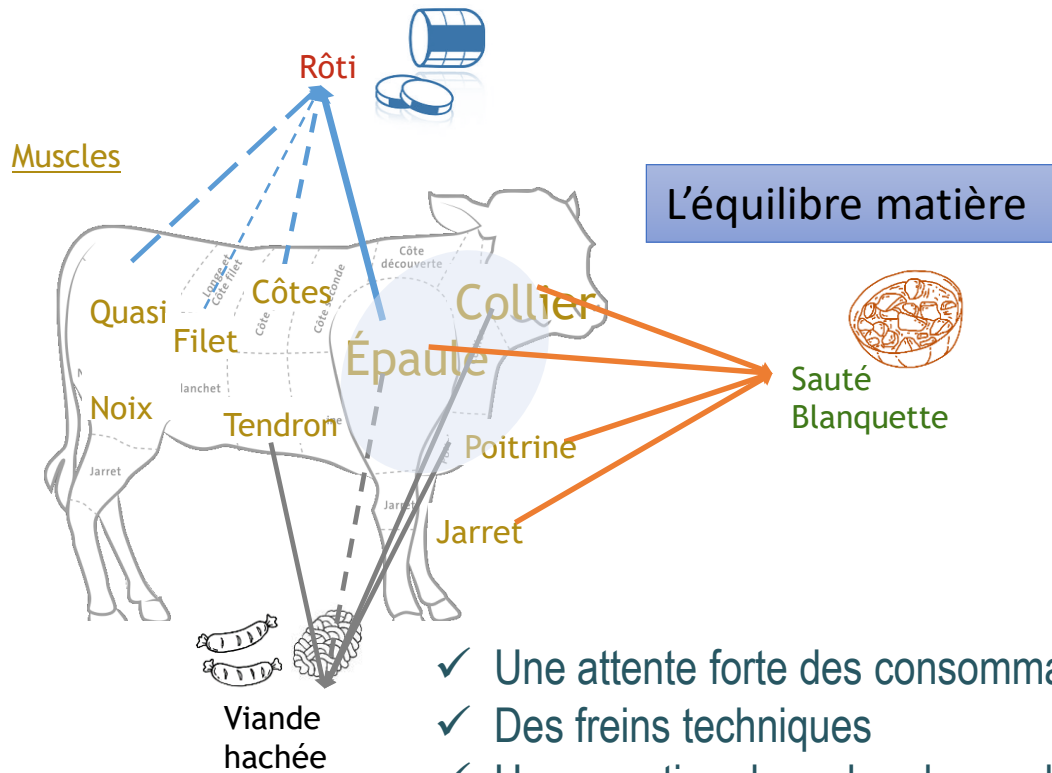 Rôti
Muscles
L'équilibre matière
Côte
découverte
Longe et
Côte filet
Côtes
Côte
Côte seconde
Collier
Quasi
Filet
Épaule
lanchet
Sauté
Blanquette
Noix
Tendron
ine
Poitrine
Jarret
Jarret
Jarret
Viande
hachée
✓ Une attente forte des consomma
✓ Des freins techniques